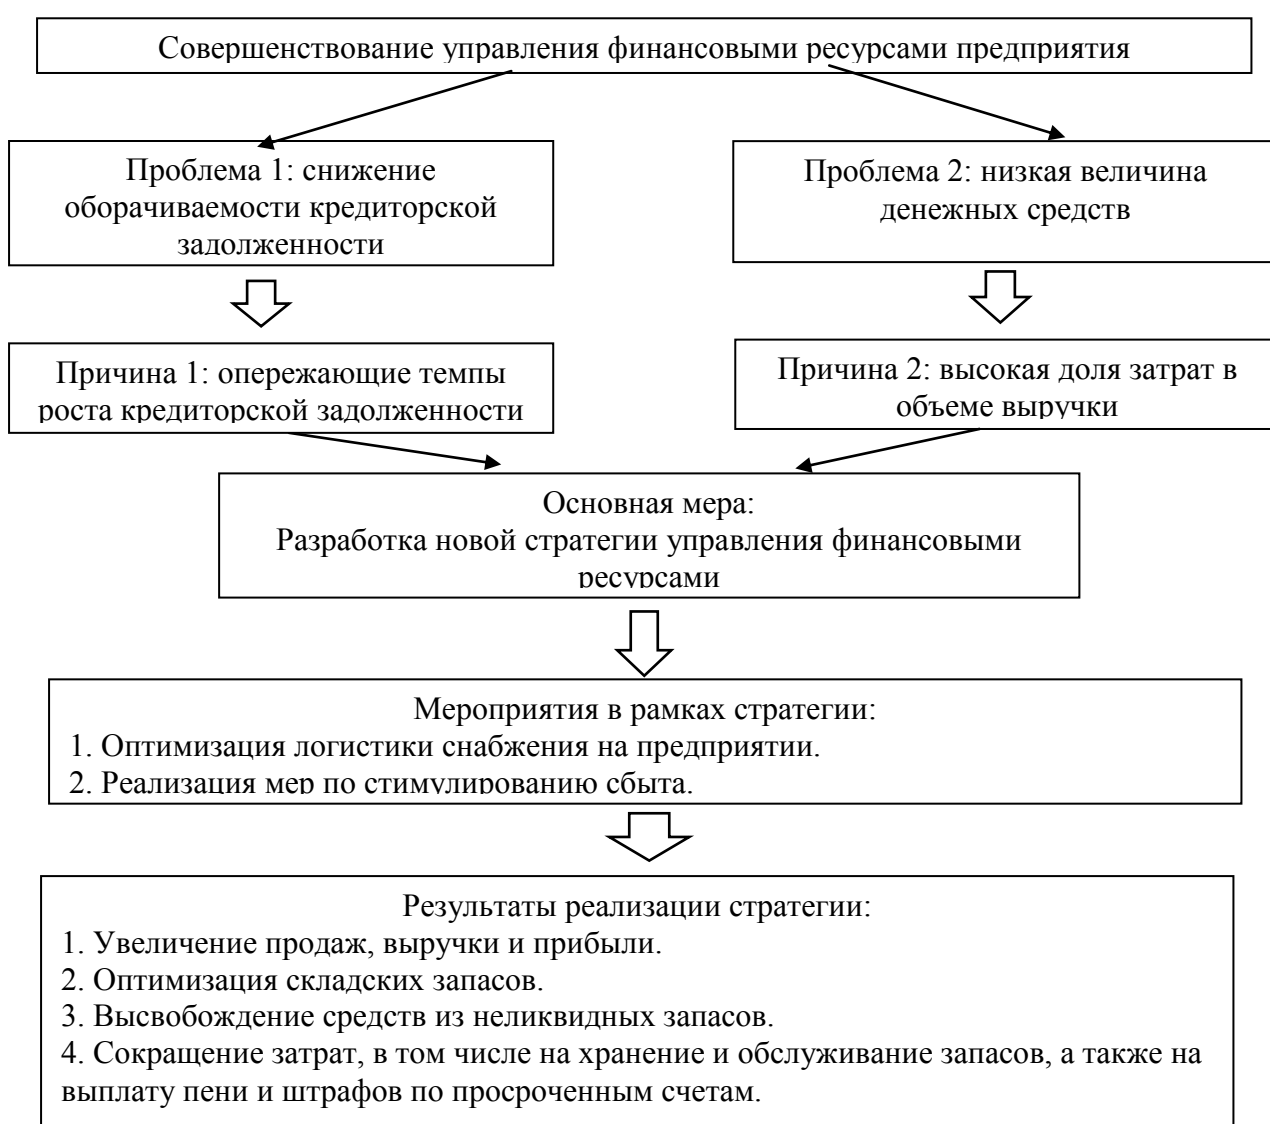 Совершенствование управления финансовыми ресурсами предприятия
Проблема 1: снижение
оборачиваемости кредиторской
задолженности
Проблема 2: низкая величина
денежных средств
Причина 1: опережающие темпы
роста кредиторской задолженности
Причина 2: высокая доля затрат в
объеме выручки
Основная мера:
Разработка новой стратегии управления финансовыми
ресурсами
Мероприятия в рамках стратегии:
1. Оптимизация логистики снабжения на предприятии.
2. Реализация мер по стимулированию сбыта.
Результаты реализации стратегии:
1. Увеличение продаж, выручки и прибыли.
2. Оптимизация складских запасов.
3. Высвобождение средств из неликвидных запасов.
4. Сокращение затрат, в том числе на хранение и обслуживание запасов, а также на
выплату пени и штрафов по просроченным счетам.